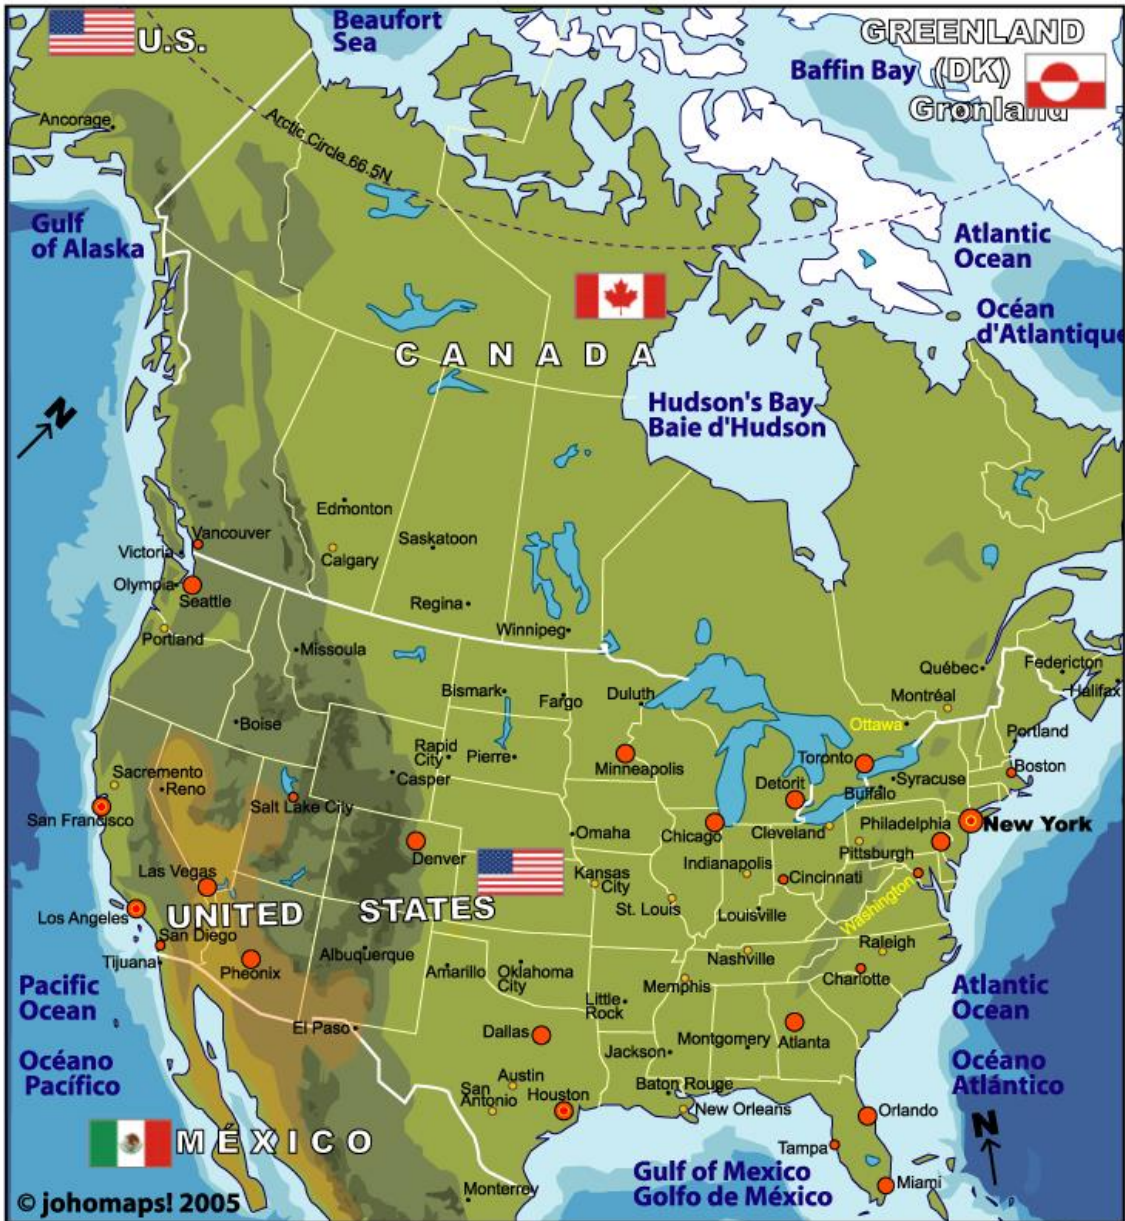 U.S.
Beaufort
Sea
GREENLAND
(DK)
Grønland
Baffin Bay
Ancorage
Arctic Circle 66.5N
Gulf
of Alaska
Atlantic
Ocean
Océan
d'Atlantique
CANADA
N
Hudson's Bay
Baie d'Hudson
Edmonton
Vancouver
Calgary
Saskatoon
Victoria
Olympia
Seattle
Regina
Portland
Winnipeg
Missoula
Québec
Federicton
Bismark
Fargo
Duluth
Montréal
Halifax
Boise
Ottawa
Portland
Rapid
City
Pierre
Minneapolis
Toronto
Boston
Sacremento
Reno
Casper
Detorit
Syracuse
Buffalo
Salt Lake City
San Francisco
Omaha
Chicago
Cleveland
Philadelphia
New York
Denver
Pittsburgh
Las Vegas
Indianapolis
Kansas
City
Cincinnati
St. Louis
Louisville
Washington
Los Angeles
UNITED STATES
San Diego
Raleigh
Tijuana
Pheonix
Albuquerque
Amarillo
Oklahoma
City
Nashville
Memphis
Charlotte
Pacific
Ocean
Atlantic
Ocean
Little
Rock
El Paso
Dallas
Montgomery
Atlanta
Jackson
Océano
Pacífico
Océano
Atlántico
Austin
San
Antonio
Houston
Baton Rouge
New Orleans
Orlando
N
MÉXICO
Tampa
Gulf of Mexico
Golfo de México
Miami
Monterrey
© johomaps! 2005